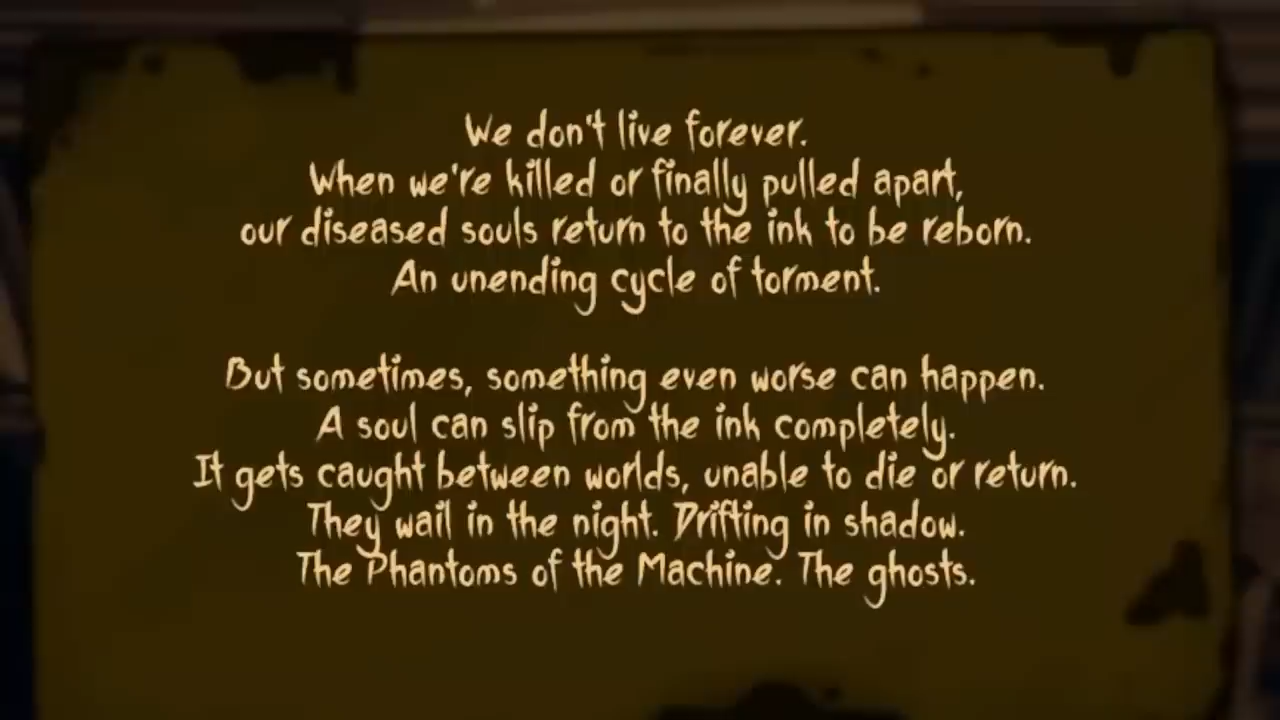 We don't live forever.
When we're killed or finally pulled apart,
our diseased souls return to the ink to be reborn.
An unending cycle of torment.
But sometimes, something even worse can happen.
A soul can slip from the ink completely.
It gets caught between worlds, unable to die or return.
They wail in the night. Drifting in shadow.
The Phantoms of the Machine. The ghosts.